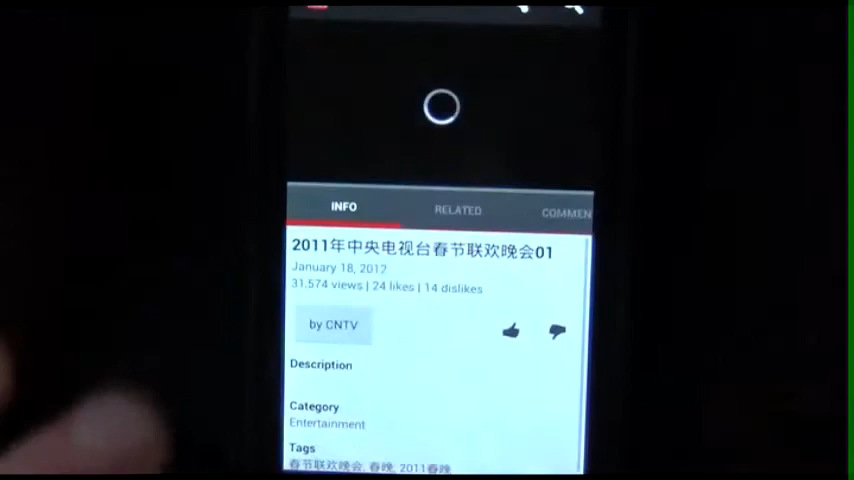 INFO RELATED COMMEN
2011年中央电视台春节联欢晚会01
January 18, 2012
31,574 views | 24 likes | 14 dislikes
by CNTV
Description
Category
Entertainment
Tags
春节联欢晚会, 春晚, 2011春晚